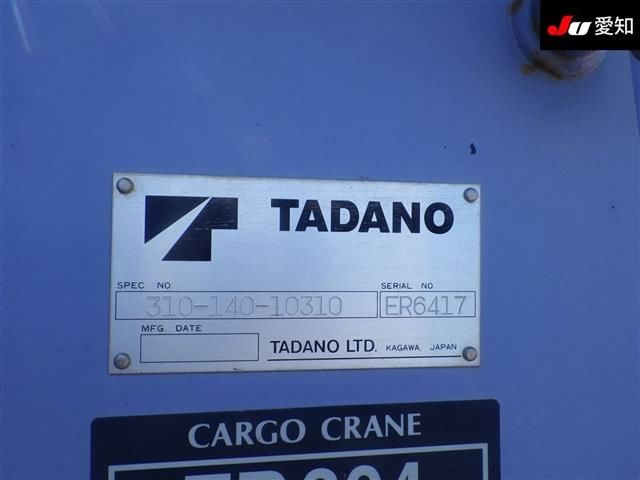 Ju 愛知
TADANO
SPEC NO. SERIAL NO.
310-140-10310 ER6417
MFG. DATE
TADANO LTD. KAGAWA, JAPAN
CARGO CRANE